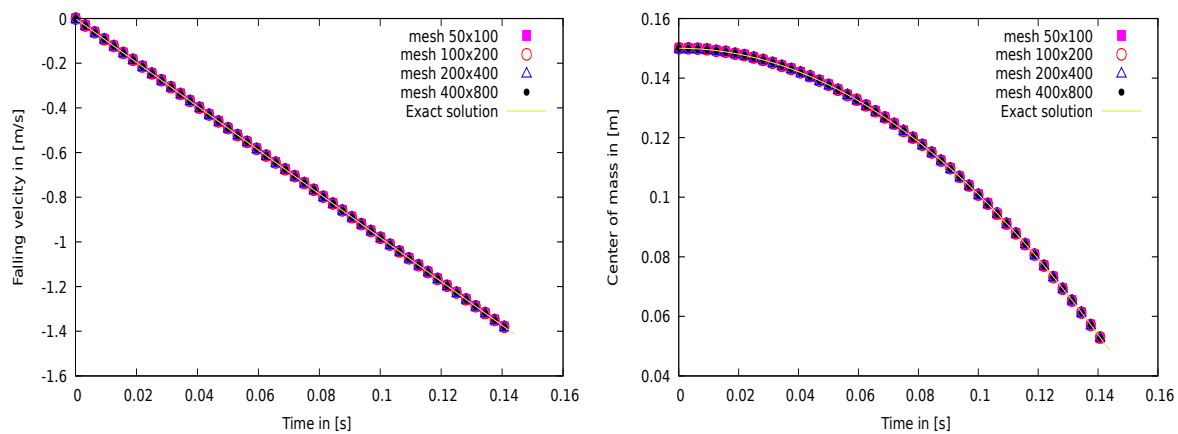 0
-0.2
-0.4
-0.6
-0.8
-1
-1.2
-1.4
-1.6
0 0.02 0.04 0.06 0.08 0.1 0.12 0.14 0.16
Falling velcity in [m/s]
Time in [s]
mesh 50x100
mesh 100x200
mesh 200x400
mesh 400x800
Exact solution
0.16
0.14
0.12
0.1
0.08
0.06
0.04
0 0.02 0.04 0.06 0.08 0.1 0.12 0.14 0.16
Center of mass in [m]
Time in [s]
mesh 50x100
mesh 100x200
mesh 200x400
mesh 400x800
Exact solution